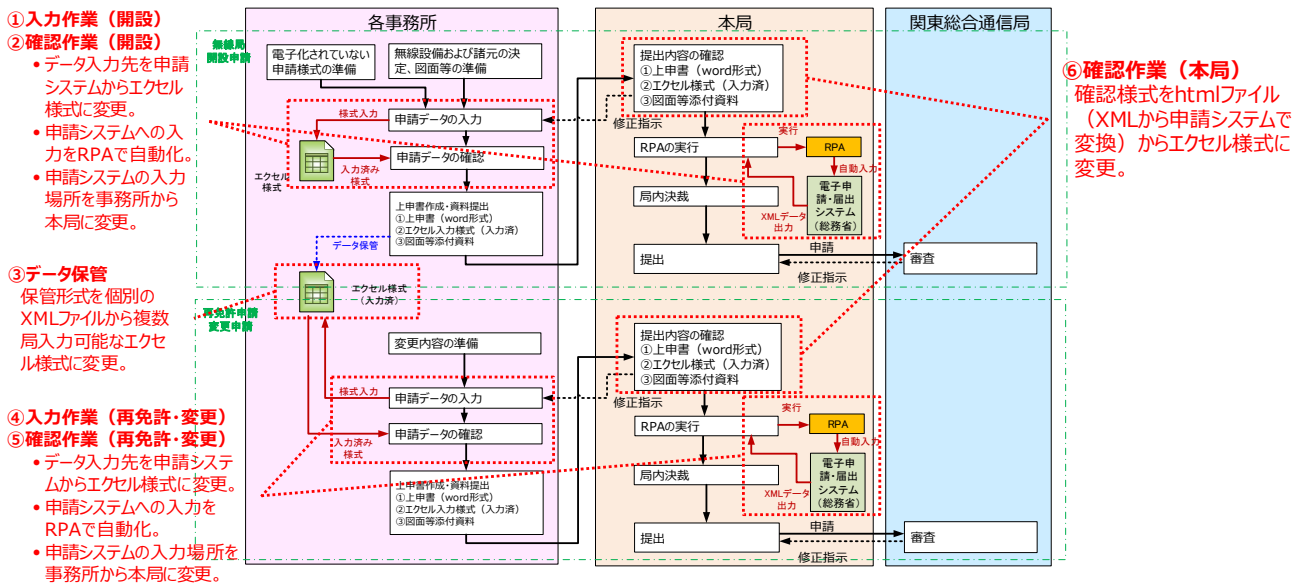 ①入力作業（開設）
②確認作業（開設）
• データ入力先を申請
システムからエクセル
様式に変更。
• 申請システムへの入
力をRPAで自動化。
• 申請システムの入力
場所を事務所から
本局に変更。
③データ保管
保管形式を個別の
XMLファイルから複数
局入力可能なエクセ
ル様式に変更。
④入力作業（再免許・変更）
⑤確認作業（再免許・変更）
• データ入力先を申請システ
ムからエクセル様式に変更。
• 申請システムへの入力を
RPAで自動化。
• 申請システムの入力場所を
事務所から本局に変更。
各事務所
無線局
開設申請
電子化されていない
申請様式の準備
無線設備および諸元の決
定、図面等の準備
様式入力
申請データの入力
エクセル
様式
入力済み
様式
申請データの確認
上申書作成・資料提出
①上申書（word形式）
②エクセル入力様式（入力済）
③図面等添付資料
データ保管
エクセル様式
（入力済）
再免許申請
変更申請
変更内容の準備
様式入力
申請データの入力
入力済み
様式
申請データの確認
上申書作成・資料提出
①上申書（word形式）
②エクセル入力様式（入力済）
③図面等添付資料
本局
提出内容の確認
①上申書（word形式）
②エクセル様式（入力済）
③図面等添付資料
修正指示
RPAの実行
実行
RPA
自動入力
電子申
請・届出
システム
（総務省）
XMLデータ
出力
局内決裁
提出
申請
修正指示
提出内容の確認
①上申書（word形式）
②エクセル様式（入力済）
③図面等添付資料
修正指示
RPAの実行
実行
RPA
自動入力
電子申
請・届出
システム
（総務省）
XMLデータ
出力
局内決裁
提出
申請
修正指示
関東総合通信局
審査
審査
⑥確認作業（本局）
確認様式をhtmlファイル
（XMLから申請システムで
変換）からエクセル様式に
変更。